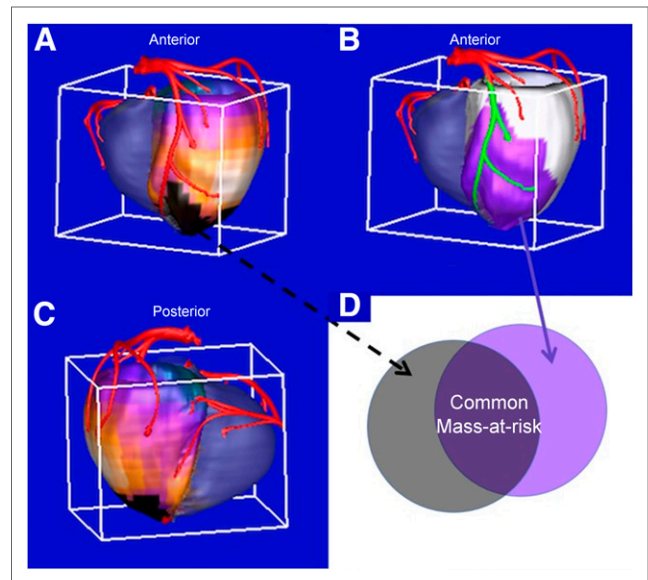 A
Anterior
B
Anterior
C
Posterior
D
Common
Mass-at-risk